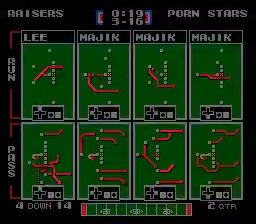 RAISERS 0:19 PORN STARS
3-16
LEE MAJIK MAJIK MAJIK
RUN
PASS
4 DOWN 14 2 QTR